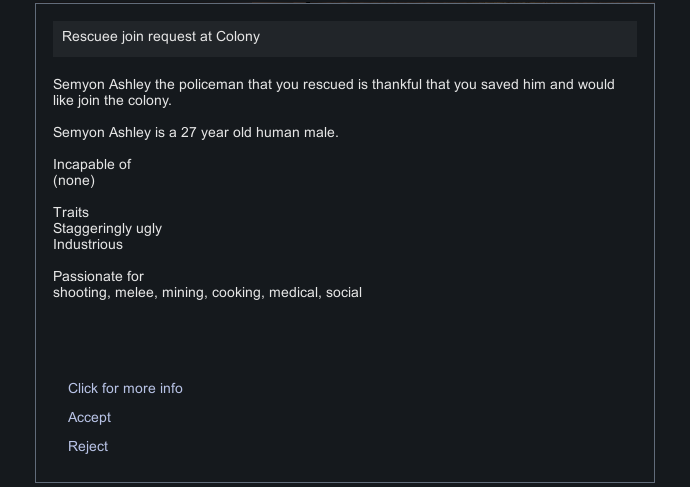 Rescuee join request at Colony
Semyon Ashley the policeman that you rescued is thankful that you saved him and would
like join the colony.
Semyon Ashley is a 27 year old human male.
Incapable of
(none)
Traits
Staggeringly ugly
Industrious
Passionate for
shooting, melee, mining, cooking, medical, social
Click for more info
Accept
Reject